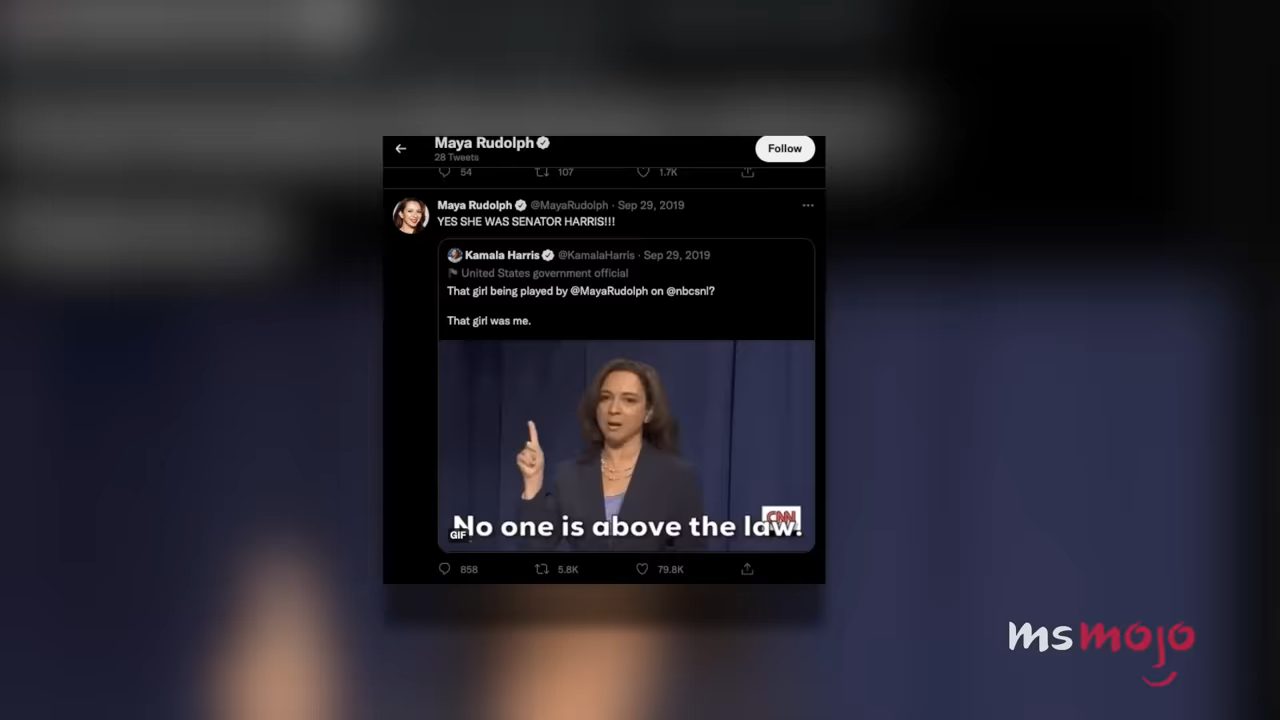 Maya Rudolph
28 Tweets
Follow
54 107 1.7K
Maya Rudolph @MayaRudolph · Sep 29, 2019
YES SHE WAS SENATOR HARRIS!!!
Kamala Harris @KamalaHarris · Sep 29, 2019
United States government official
That girl being played by @MayaRudolph on @nbcsnl?
That girl was me.
CNN
No one is above the law.
GIF
858 5.8K 79.8K
msmojo